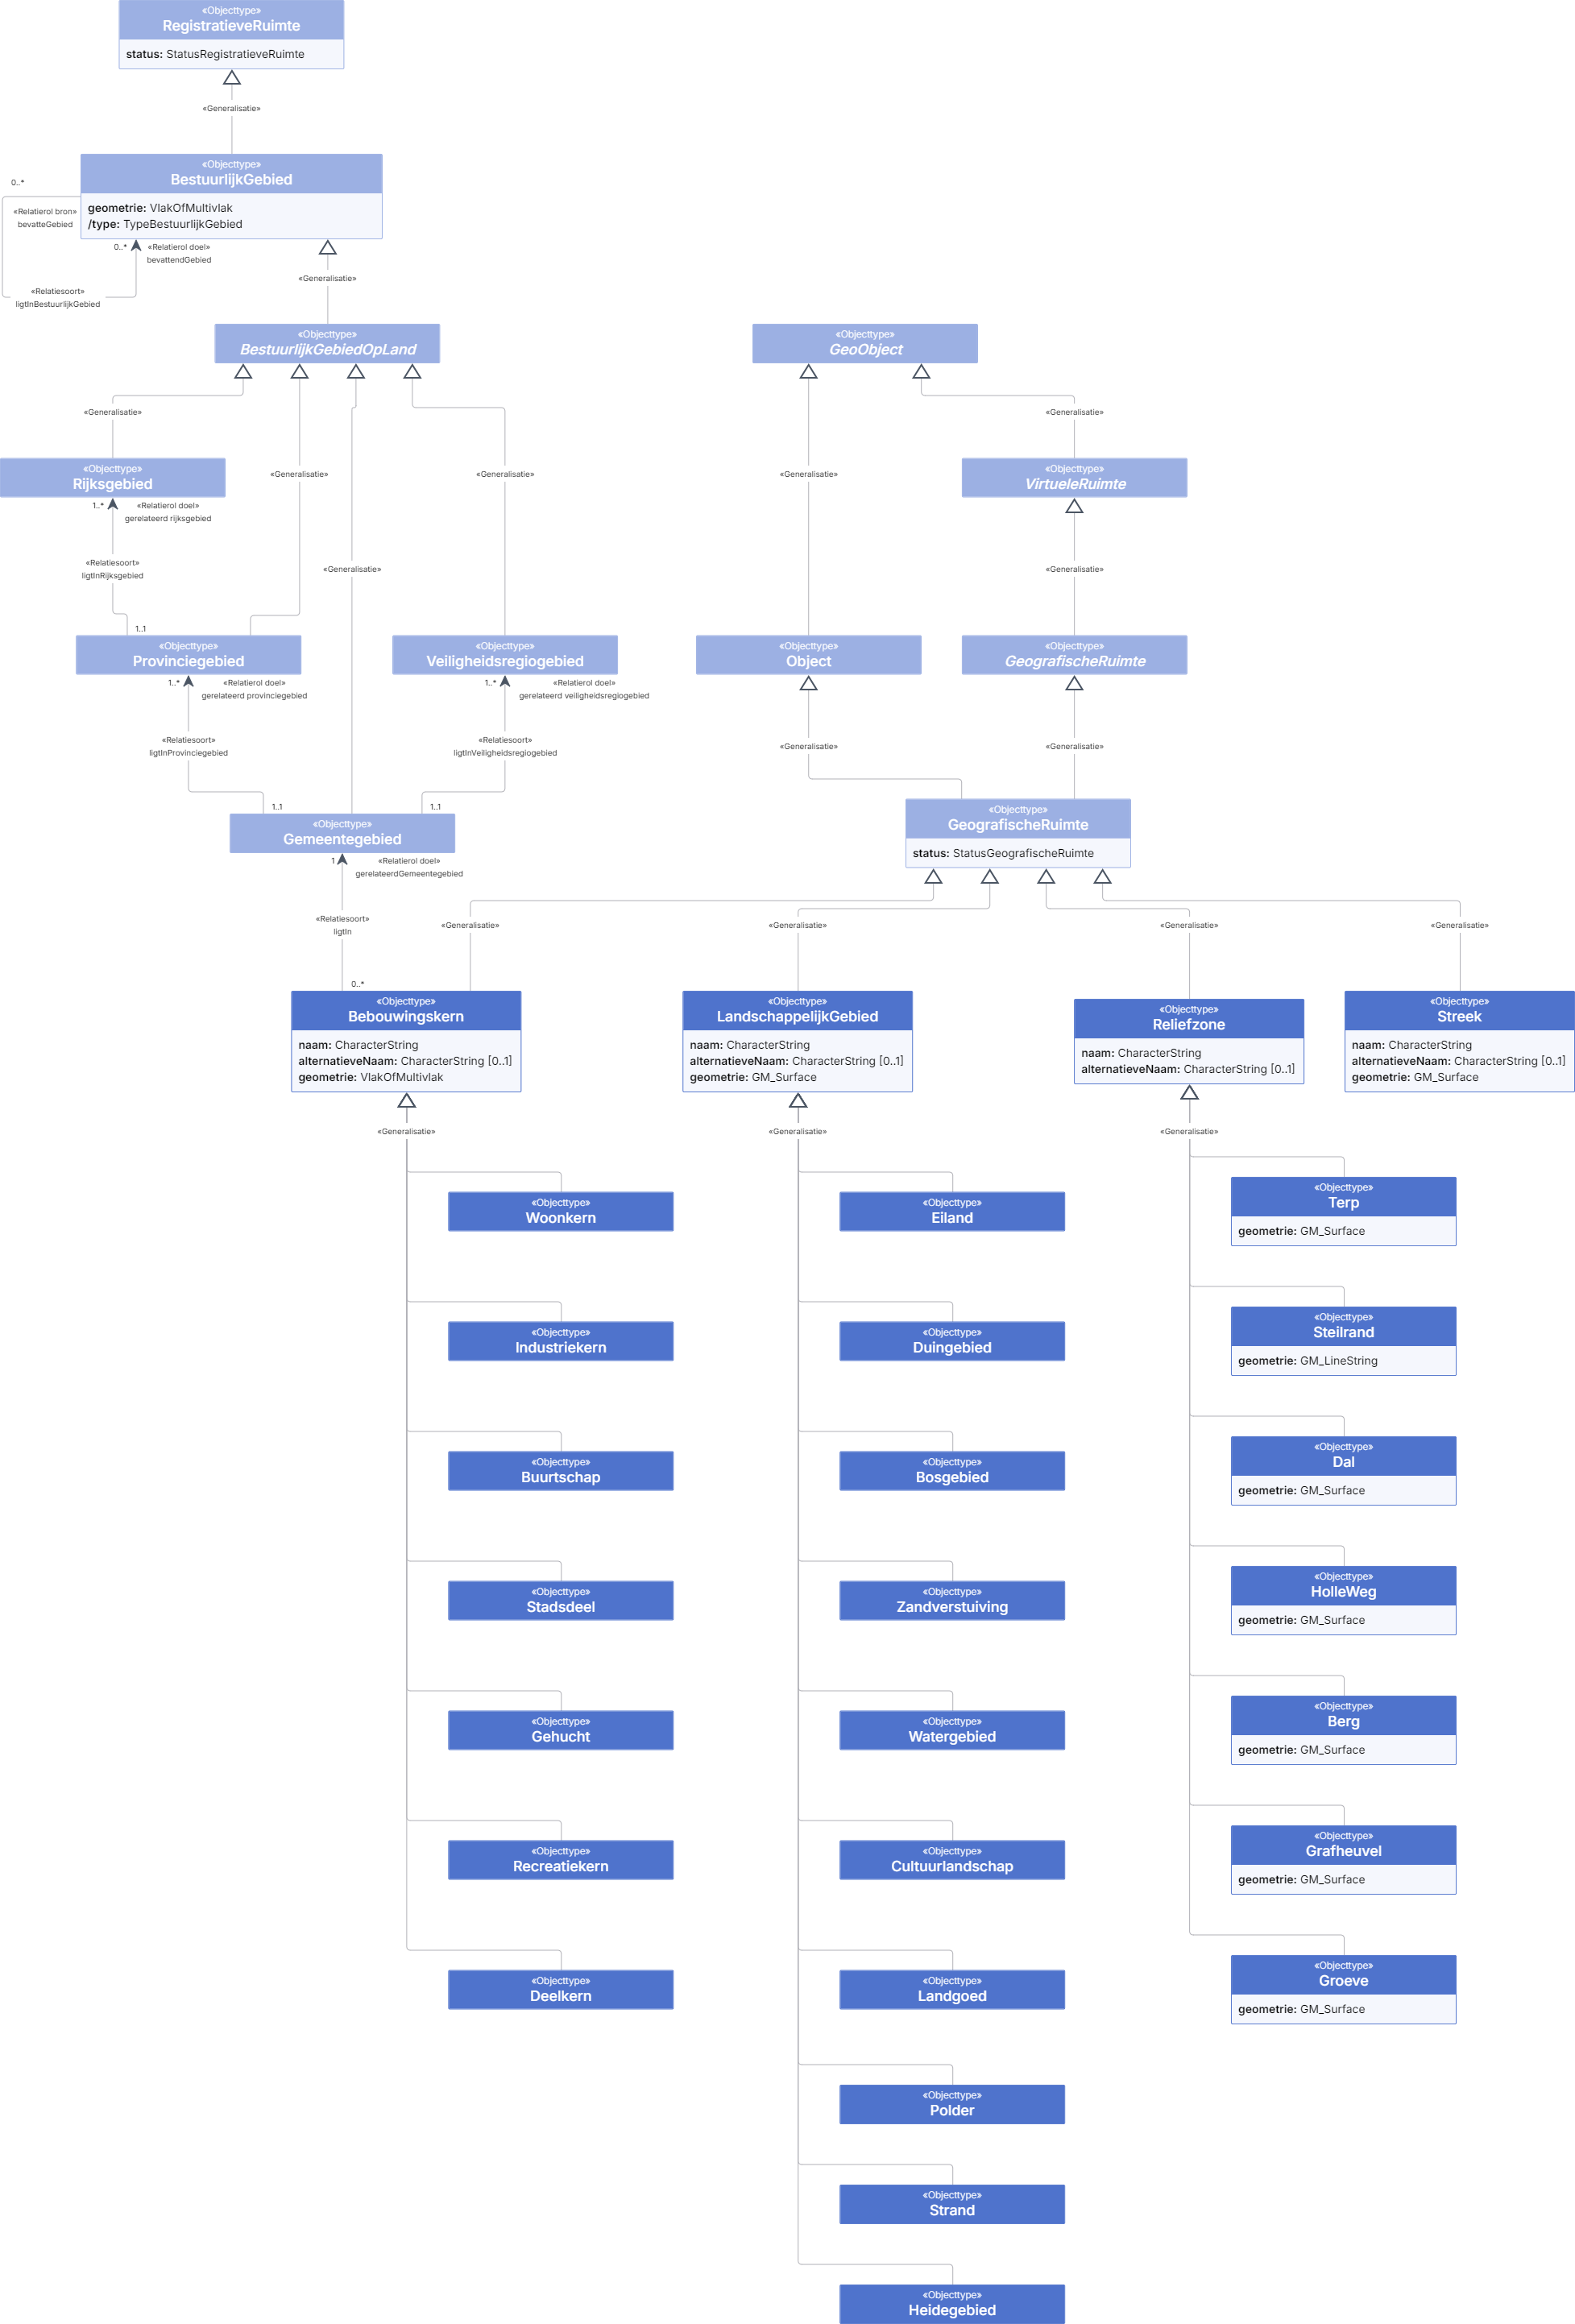 «Objecttype»
RegistratieveRuimte
status: StatusRegistratieveRuimte
«Generalisatie»
«Objecttype»
BestuurlijkGebied
geometrie: VlakOfMultivlak
/type: TypeBestuurlijkGebied
0..*
«Relatierol bron»
bevatteGebied
0..*
«Relatierol doel»
bevattendGebied
«Relatiesoort»
ligtInBestuurlijkGebied
«Generalisatie»
«Objecttype»
BestuurlijkGebiedOpLand
«Objecttype»
GeoObject
«Generalisatie»
«Generalisatie»
«Objecttype»
Rijksgebied
«Generalisatie»
«Generalisatie»
«Generalisatie»
«Objecttype»
VirtueleRuimte
1..*
«Relatierol doel»
gerelateerd rijksgebied
«Relatiesoort»
ligtInRijksgebied
«Generalisatie»
«Generalisatie»
1..1
«Objecttype»
Provinciegebied
«Objecttype»
Veiligheidsregiogebied
«Objecttype»
Object
«Objecttype»
GeografischeRuimte
1..*
«Relatierol doel»
gerelateerd provinciegebied
1..*
«Relatierol doel»
gerelateerd veiligheidsregiogebied
«Relatiesoort»
ligtInProvinciegebied
«Relatiesoort»
ligtInVeiligheidsregiogebied
«Generalisatie»
«Generalisatie»
1..1
1..1
«Objecttype»
Gemeentegebied
«Objecttype»
GeografischeRuimte
status: StatusGeografischeRuimte
1
«Relatierol doel»
gerelateerdGemeentegebied
«Relatiesoort»
ligtIn
«Generalisatie»
«Generalisatie»
«Generalisatie»
«Generalisatie»
0..*
«Objecttype»
Bebouwingskern
naam: CharacterString
alternatieveNaam: CharacterString [0..1]
geometrie: VlakOfMultivlak
«Objecttype»
LandschappelijkGebied
naam: CharacterString
alternatieveNaam: CharacterString [0..1]
geometrie: GM_Surface
«Objecttype»
Reliefzone
naam: CharacterString
alternatieveNaam: CharacterString [0..1]
«Objecttype»
Streek
naam: CharacterString
alternatieveNaam: CharacterString [0..1]
geometrie: GM_Surface
«Generalisatie»
«Generalisatie»
«Generalisatie»
«Objecttype»
Woonkern
«Objecttype»
Eiland
«Objecttype»
Terp
geometrie: GM_Surface
«Objecttype»
Industriekern
«Objecttype»
Duingebied
«Objecttype»
Steilrand
geometrie: GM_LineString
«Objecttype»
Buurtschap
«Objecttype»
Bosgebied
«Objecttype»
Dal
geometrie: GM_Surface
«Objecttype»
Stadsdeel
«Objecttype»
Zandverstuiving
«Objecttype»
HolleWeg
geometrie: GM_Surface
«Objecttype»
Gehucht
«Objecttype»
Watergebied
«Objecttype»
Berg
geometrie: GM_Surface
«Objecttype»
Recreatiekern
«Objecttype»
Cultuurlandschap
«Objecttype»
Grafheuvel
geometrie: GM_Surface
«Objecttype»
Deelkern
«Objecttype»
Landgoed
«Objecttype»
Groeve
geometrie: GM_Surface
«Objecttype»
Polder
«Objecttype»
Strand
«Objecttype»
Heidegebied